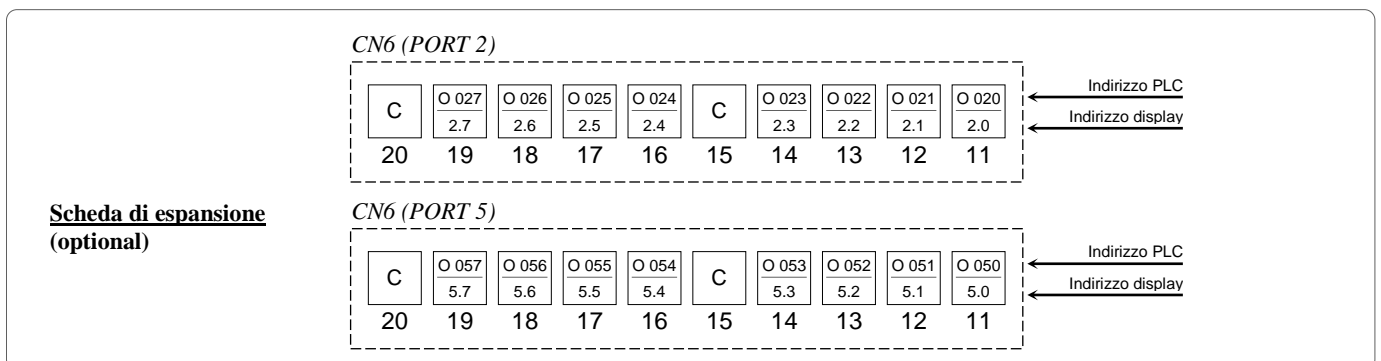 CN6 (PORT 2)
C O 027 O 026 O 025 O 024 C O 023 O 022 O 021 O 020 Indirizzo PLC
2.7 2.6 2.5 2.4 2.3 2.2 2.1 2.0 Indirizzo display
20 19 18 17 16 15 14 13 12 11
Scheda di espansione
(optional)
CN6 (PORT 5)
C O 057 O 056 O 055 O 054 C O 053 O 052 O 051 O 050 Indirizzo PLC
5.7 5.6 5.5 5.4 5.3 5.2 5.1 5.0 Indirizzo display
20 19 18 17 16 15 14 13 12 11